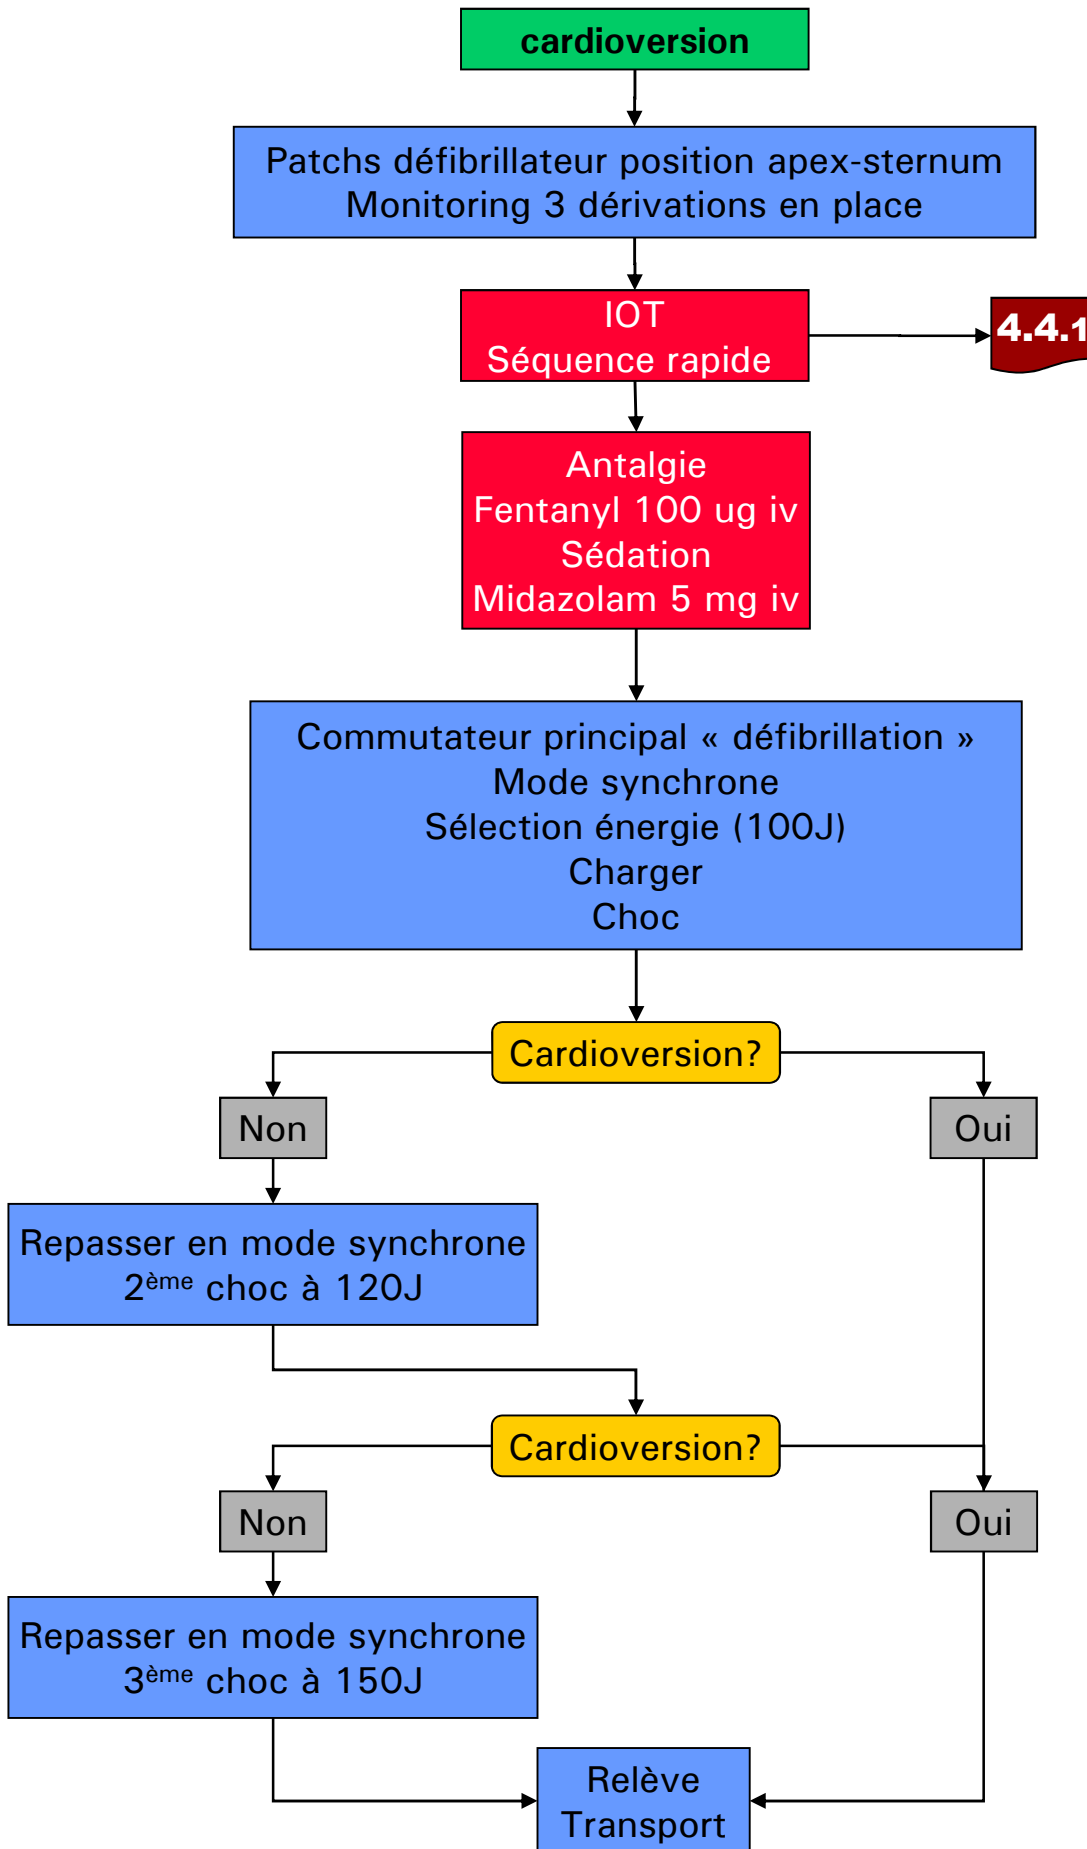 cardioversion
Patchs défibrillateur position apex-sternum
Monitoring 3 dérivations en place
IOT
Séquence rapide
4.4.1
Antalgie
Fentanyl 100 ug iv
Sédation
Midazolam 5 mg iv
Commutateur principal « défibrillation »
Mode synchrone
Sélection énergie (100J)
Charger
Choc
Cardioversion?
Non
Oui
Repasser en mode synchrone
2ème choc à 120J
Cardioversion?
Non
Oui
Repasser en mode synchrone
3ème choc à 150J
Relève
Transport